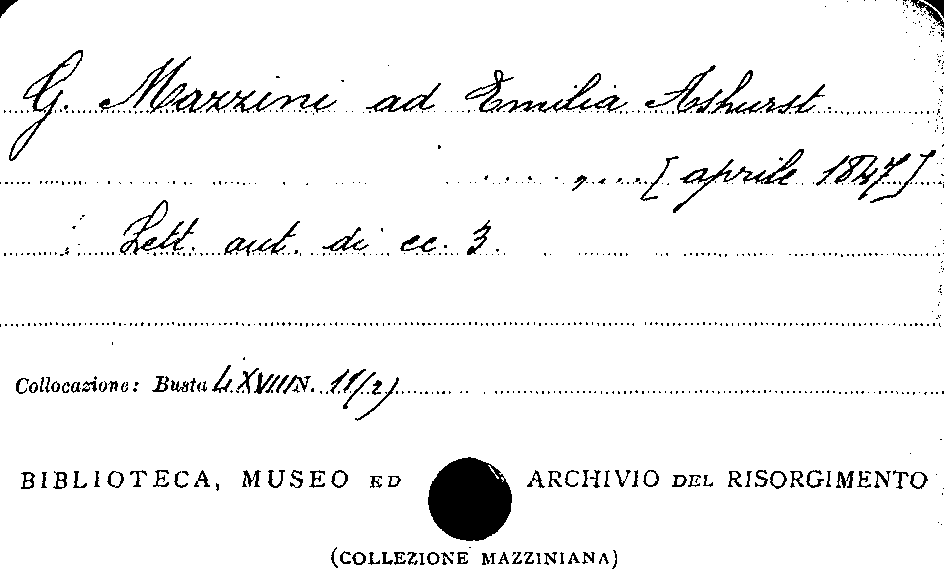 G. Mazzini ad Emilia Ashurst.
..... „ .... [aprile 1847]
Lett. aut. di cc. 3.
Collocazione: Busta LXVIII N. 11/2)
BIBLIOTECA, MUSEO ED ARCHIVIO DEL RISORGIMENTO
(COLLEZIONE MAZZINIANA)